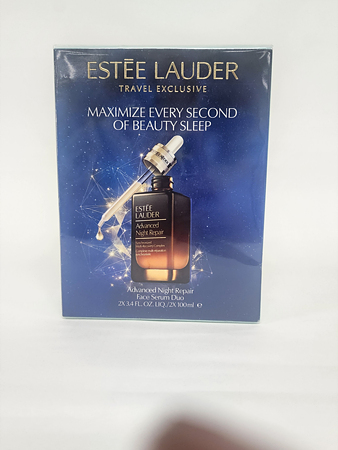 ESTĒE LAUDER
TRAVEL EXCLUSIVE
MAXIMIZE EVERY SECOND
OF BEAUTY SLEEP
ESTĒE
LAUDER
Advanced
Night Repair
Advanced Night Repair
Face Serum Duo
2X 3.4 FL. OZ. LIQ./2X 100ml ℮